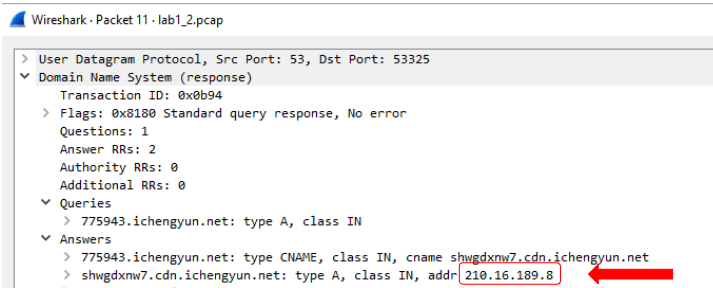 Wireshark · Packet 11 · lab1_2.pcap
User Datagram Protocol, Src Port: 53, Dst Port: 53325
Domain Name System (response)
Transaction ID: 0x0b94
Flags: 0x8180 Standard query response, No error
Questions: 1
Answer RRs: 2
Authority RRs: 0
Additional RRs: 0
Queries
775943.ichengyun.net: type A, class IN
Answers
775943.ichengyun.net: type CNAME, class IN, cname shwgdxnw7.cdn.ichengyun.net
shwgdxnw7.cdn.ichengyun.net: type A, class IN, addr 210.16.189.8